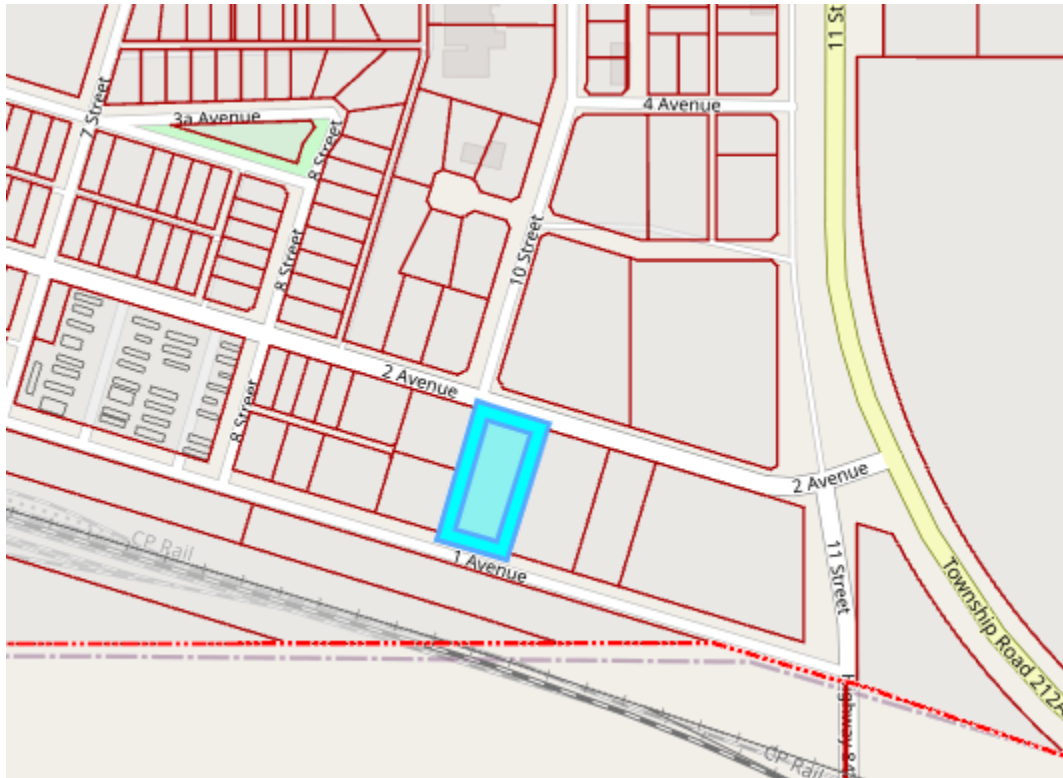 11 St
7 Street
3a Avenue
8 Street
4 Avenue
10 Street
8 Street
2 Avenue
8 Street
2 Avenue
CP Rail
1 Avenue
11 Street
Township Road 212A
CP Rail